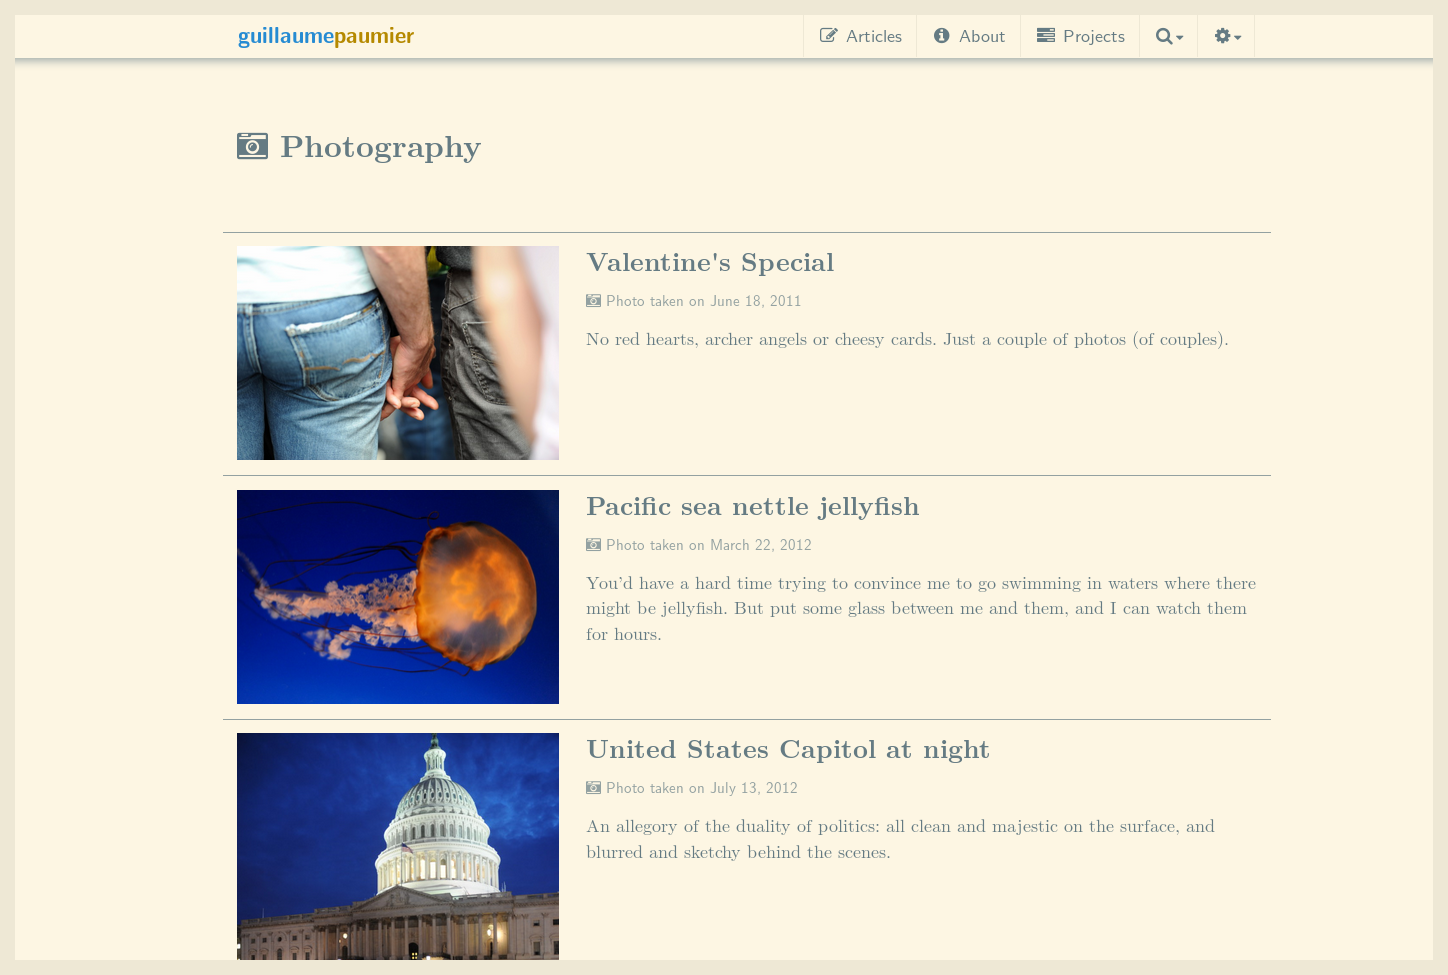 guillaumepaumier
Articles
About
Projects
Photography
Valentine's Special
Photo taken on June 18, 2011
No red hearts, archer angels or cheesy cards. Just a couple of photos (of couples).
Pacific sea nettle jellyfish
Photo taken on March 22, 2012
You’d have a hard time trying to convince me to go swimming in waters where there
might be jellyfish. But put some glass between me and them, and I can watch them
for hours.
United States Capitol at night
Photo taken on July 13, 2012
An allegory of the duality of politics: all clean and majestic on the surface, and
blurred and sketchy behind the scenes.